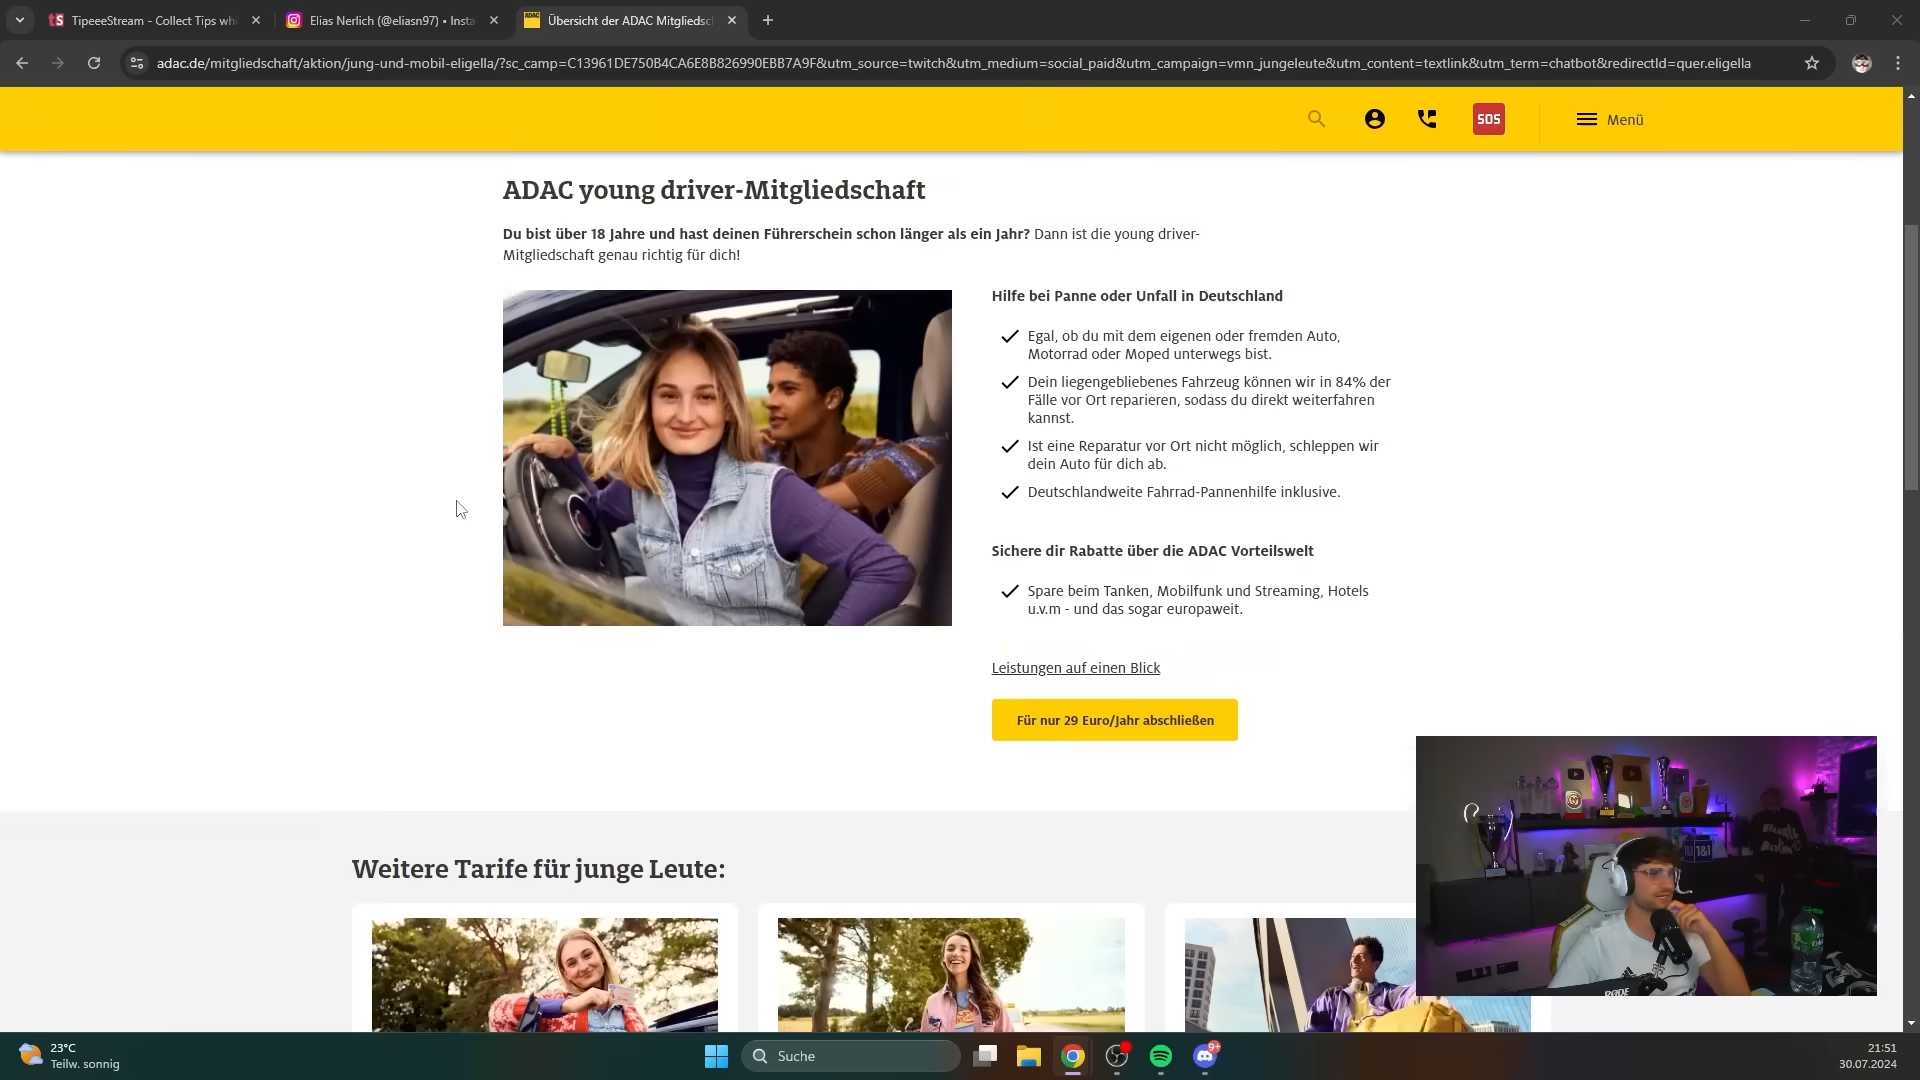 TipeeeStream - Collect Tips whi
Elias Nerlich (@eliasn97) • Insta
ADAC
Übersicht der ADAC Mitgliedsch
adac.de/mitgliedschaft/aktion/jung-und-mobil-eligella/?sc_camp=C13961DE750B4CA6E8B826990EBB7A9F&utm_source=twitch&utm_medium=social_paid&utm_campaign=vmn_jungeleute&utm_content=textlink&utm_term=chatbot&redirectId=quer.eligella
SOS
Menü
ADAC young driver-Mitgliedschaft
Du bist über 18 Jahre und hast deinen Führerschein schon länger als ein Jahr? Dann ist die young driver-
Mitgliedschaft genau richtig für dich!
Hilfe bei Panne oder Unfall in Deutschland
Egal, ob du mit dem eigenen oder fremden Auto,
Motorrad oder Moped unterwegs bist.
Dein liegengebliebenes Fahrzeug können wir in 84% der
Fälle vor Ort reparieren, sodass du direkt weiterfahren
kannst.
Ist eine Reparatur vor Ort nicht möglich, schleppen wir
dein Auto für dich ab.
Deutschlandweite Fahrrad-Pannenhilfe inklusive.
Sichere dir Rabatte über die ADAC Vorteilswelt
Spare beim Tanken, Mobilfunk und Streaming, Hotels
u.v.m - und das sogar europaweit.
Leistungen auf einen Blick
Für nur 29 Euro/Jahr abschließen
Weitere Tarife für junge Leute:
1&1
RØDE
23°C
Teilw. sonnig
Suche
9+
21:51
30.07.2024